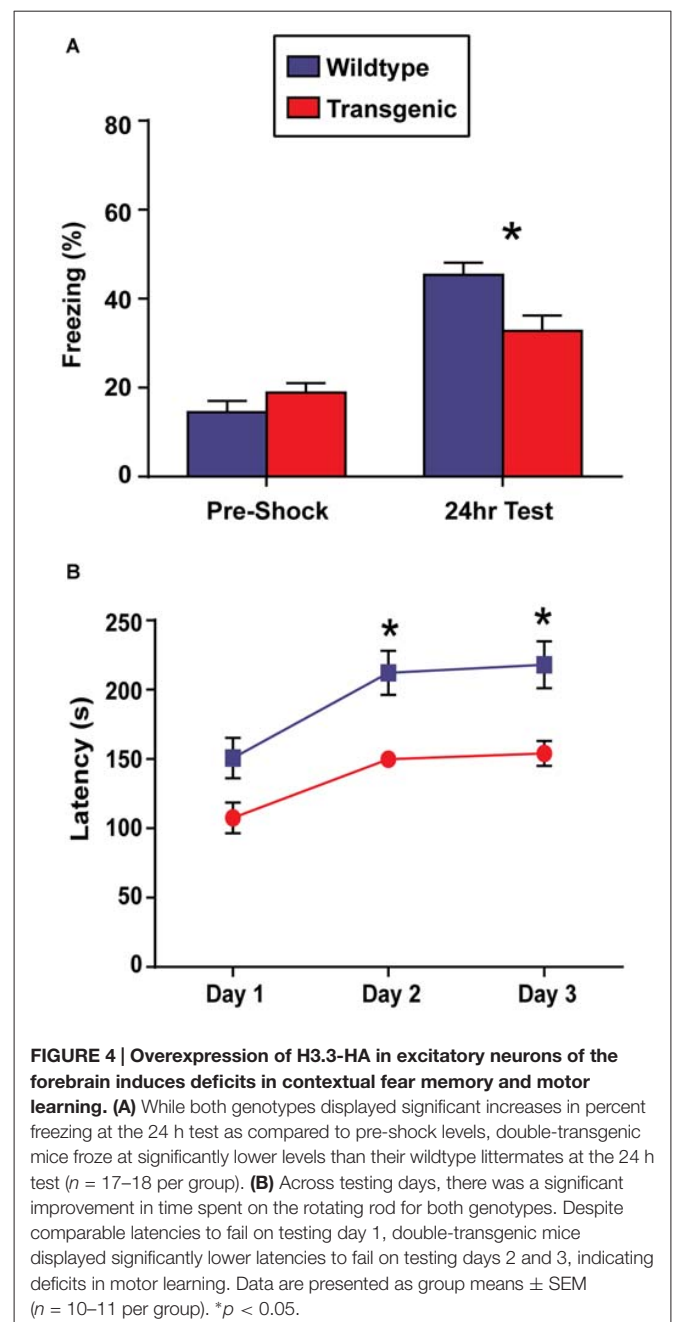 A
Wildtype
Transgenic
80
60
40
20
0
Freezing (%)
*
Pre-Shock 24hr Test
B
250
200
150
100
50
0
Latency (s)
* *
Day 1 Day 2 Day 3
FIGURE 4 | Overexpression of H3.3-HA in excitatory neurons of the
forebrain induces deficits in contextual fear memory and motor
learning. (A) While both genotypes displayed significant increases in percent
freezing at the 24 h test as compared to pre-shock levels, double-transgenic
mice froze at significantly lower levels than their wildtype littermates at the 24 h
test (n = 17–18 per group). (B) Across testing days, there was a significant
improvement in time spent on the rotating rod for both genotypes. Despite
comparable latencies to fail on testing day 1, double-transgenic mice
displayed significantly lower latencies to fail on testing days 2 and 3, indicating
deficits in motor learning. Data are presented as group means ± SEM
(n = 10–11 per group). *p < 0.05.